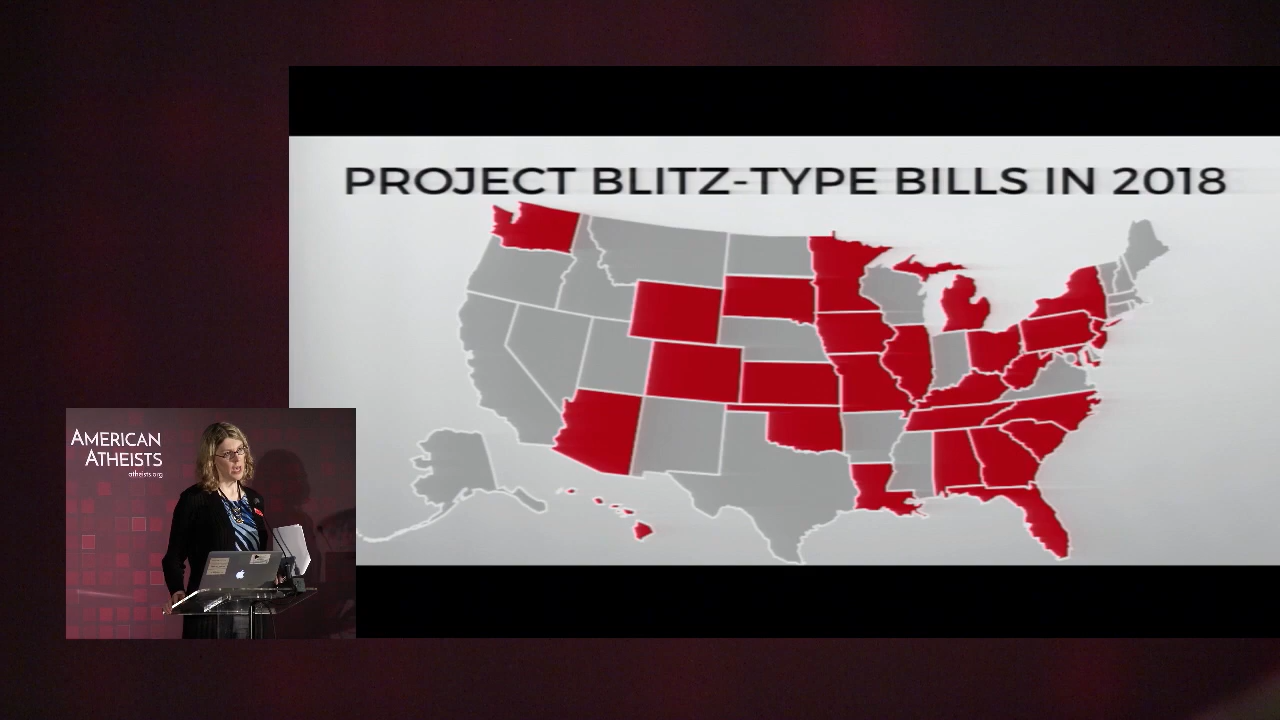 PROJECT BLITZ-TYPE BILLS IN 2018
AMERICAN
ATHEISTS
atheists.org